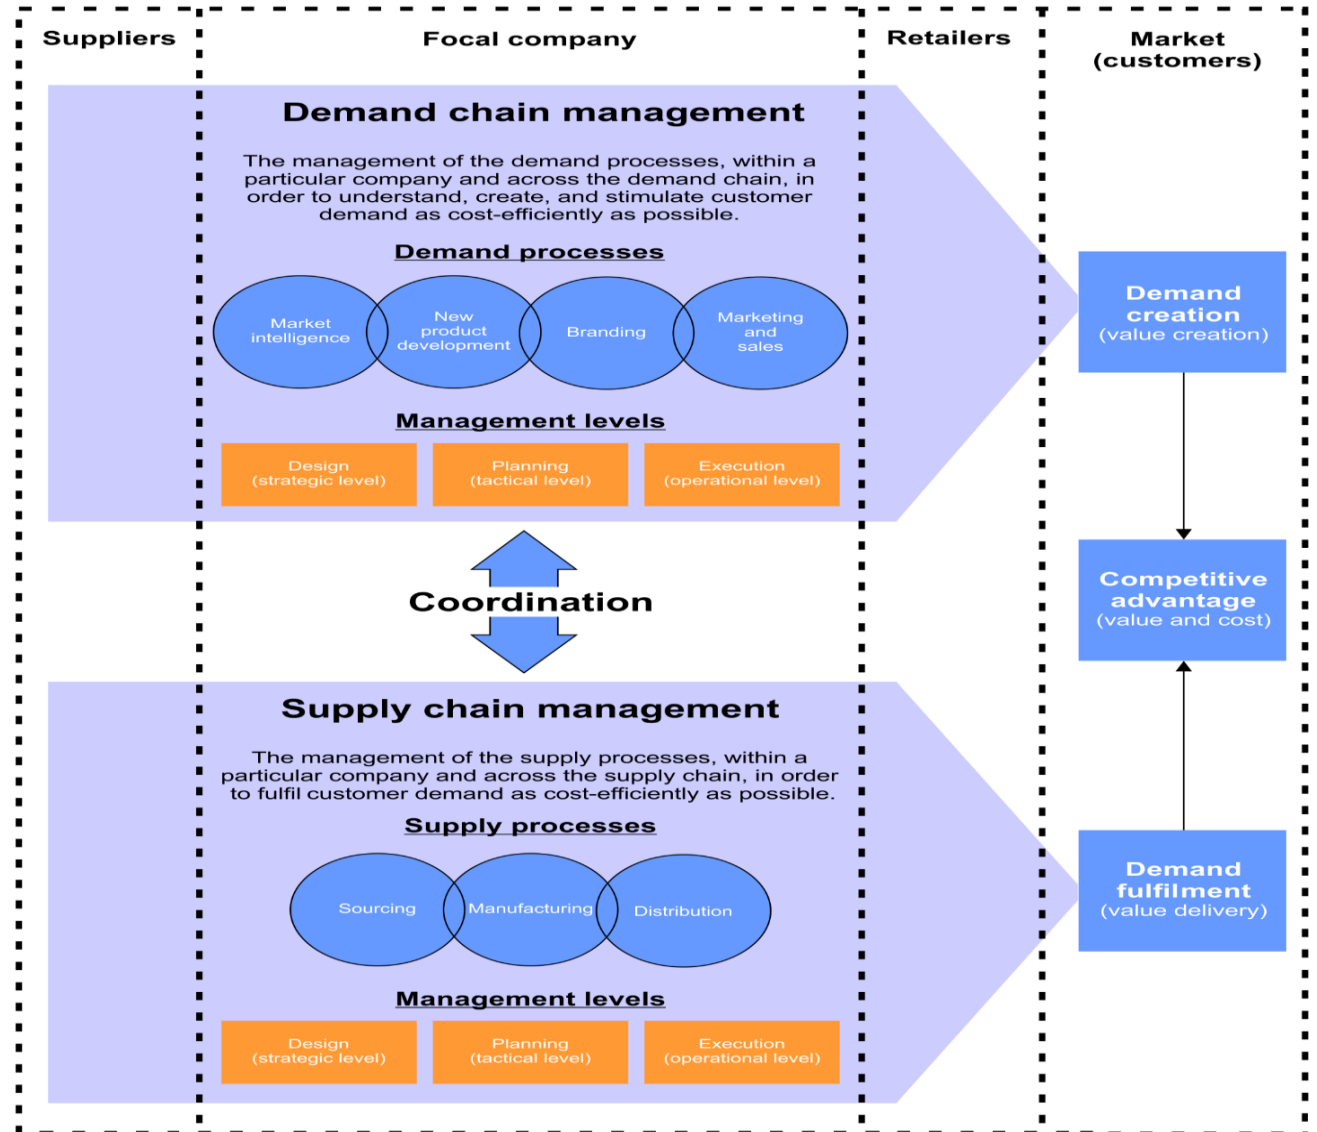 Suppliers
Focal company
Retailers
Market
(customers)
Demand chain management
The management of the demand processes, within a
particular company and across the demand chain, in
order to understand, create, and stimulate customer
demand as cost-efficiently as possible.
Demand processes
Market
intelligence
New
product
development
Branding
Marketing
and
sales
Management levels
Design
(strategic level)
Planning
(tactical level)
Execution
(operational level)
Demand
creation
(value creation)
Coordination
Competitive
advantage
(value and cost)
Supply chain management
The management of the supply processes, within a
particular company and across the supply chain, in order
to fulfil customer demand as cost-efficiently as possible.
Supply processes
Sourcing
Manufacturing
Distribution
Management levels
Design
(strategic level)
Planning
(tactical level)
Execution
(operational level)
Demand
fulfilment
(value delivery)